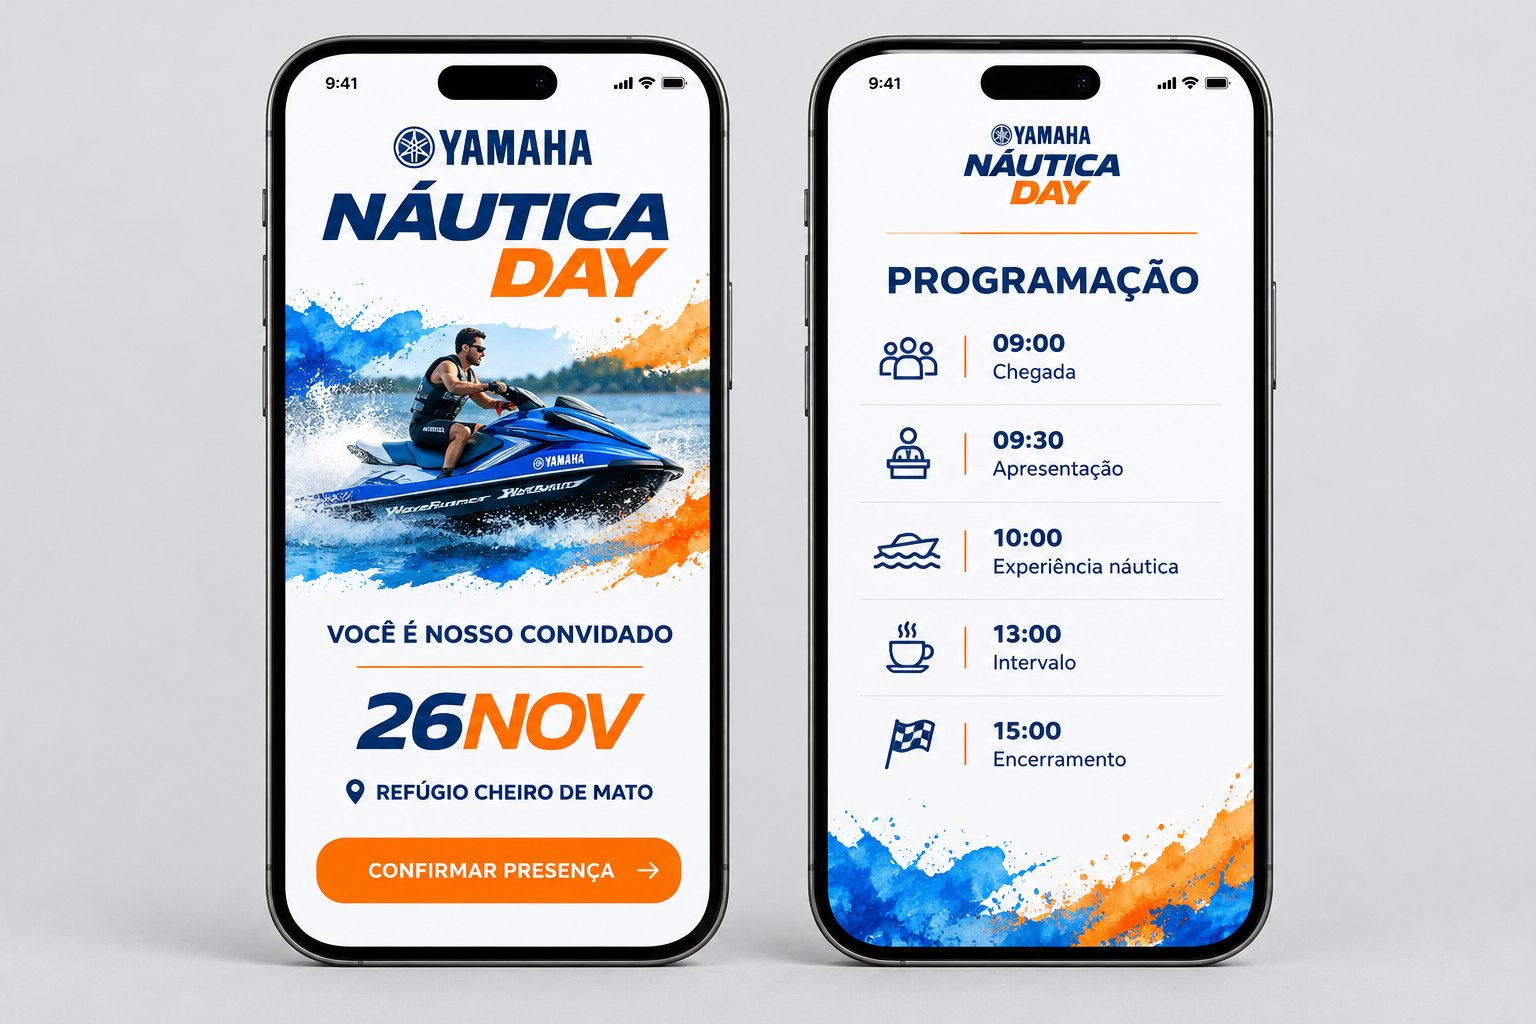 9:41
YAMAHA
NÁUTICA
DAY
YAMAHA
WaveRunner
VOCÊ É NOSSO CONVIDADO
26NOV
REFÚGIO CHEIRO DE MATO
CONFIRMAR PRESENÇA →
9:41
YAMAHA
NÁUTICA
DAY
PROGRAMAÇÃO
09:00
Chegada
09:30
Apresentação
10:00
Experiência náutica
13:00
Intervalo
15:00
Encerramento